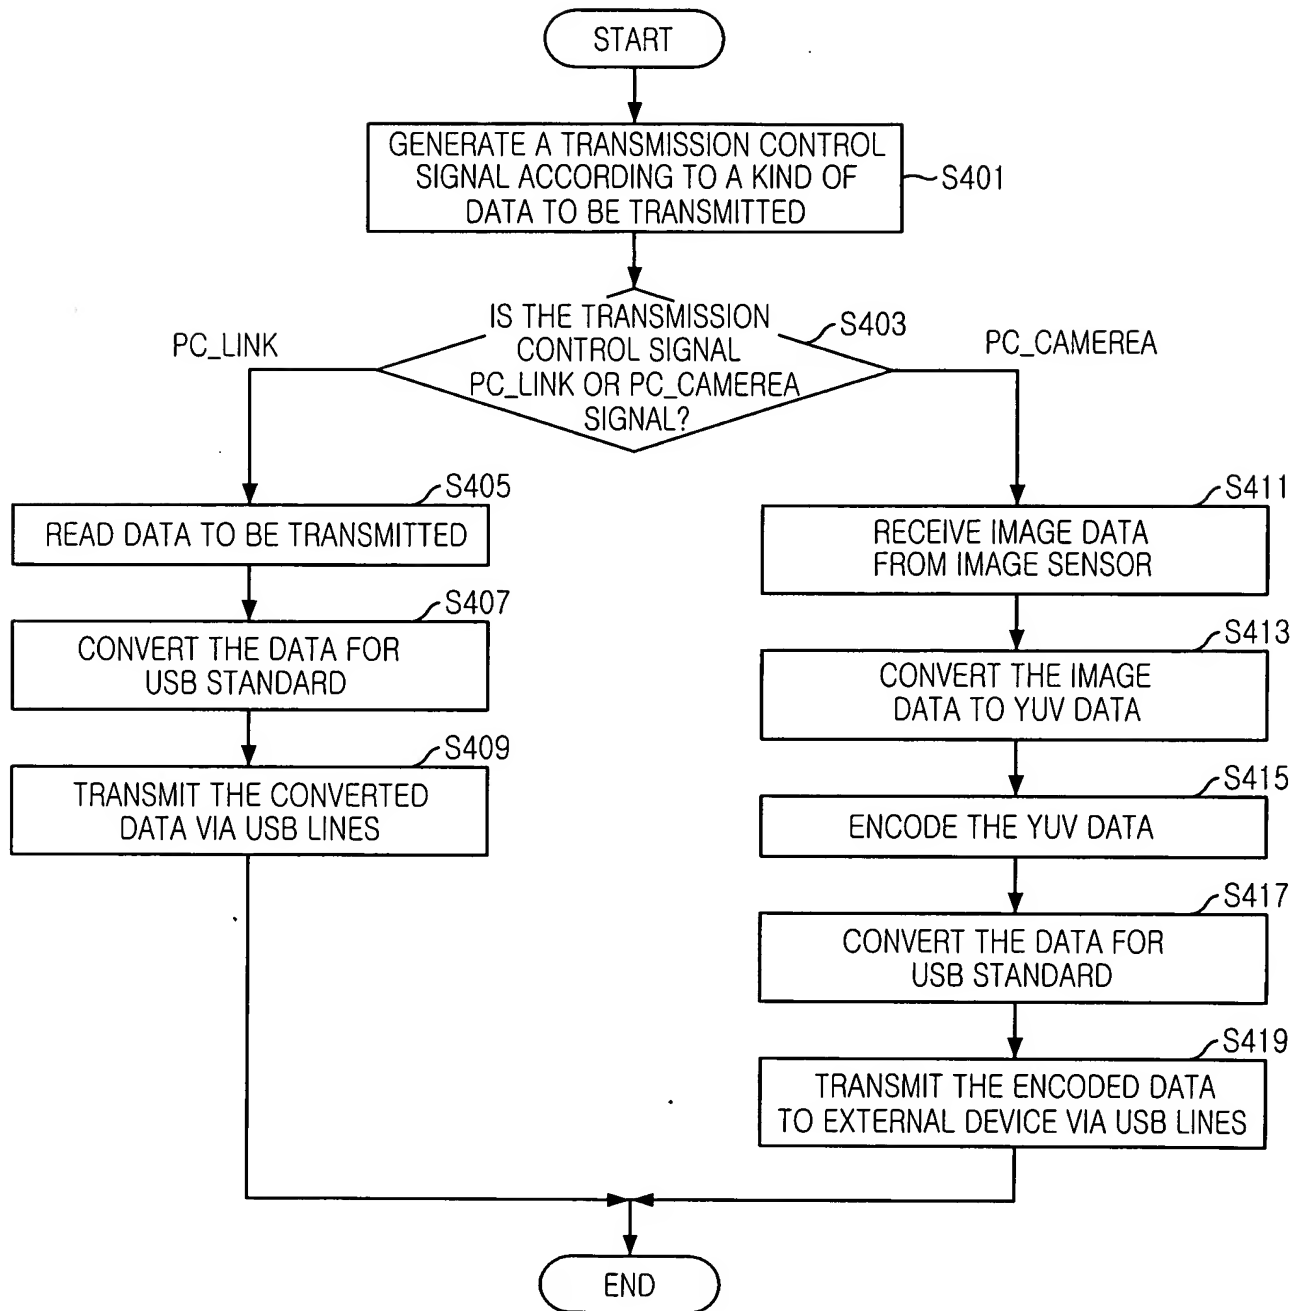 START
GENERATE A TRANSMISSION CONTROL
SIGNAL ACCORDING TO A KIND OF
DATA TO BE TRANSMITTED
S401
IS THE TRANSMISSION
CONTROL SIGNAL
PC_LINK OR PC_CAMEREA
SIGNAL?
S403
PC_LINK
PC_CAMEREA
S405
READ DATA TO BE TRANSMITTED
S407
CONVERT THE DATA FOR
USB STANDARD
S409
TRANSMIT THE CONVERTED
DATA VIA USB LINES
S411
RECEIVE IMAGE DATA
FROM IMAGE SENSOR
S413
CONVERT THE IMAGE
DATA TO YUV DATA
S415
ENCODE THE YUV DATA
S417
CONVERT THE DATA FOR
USB STANDARD
S419
TRANSMIT THE ENCODED DATA
TO EXTERNAL DEVICE VIA USB LINES
END